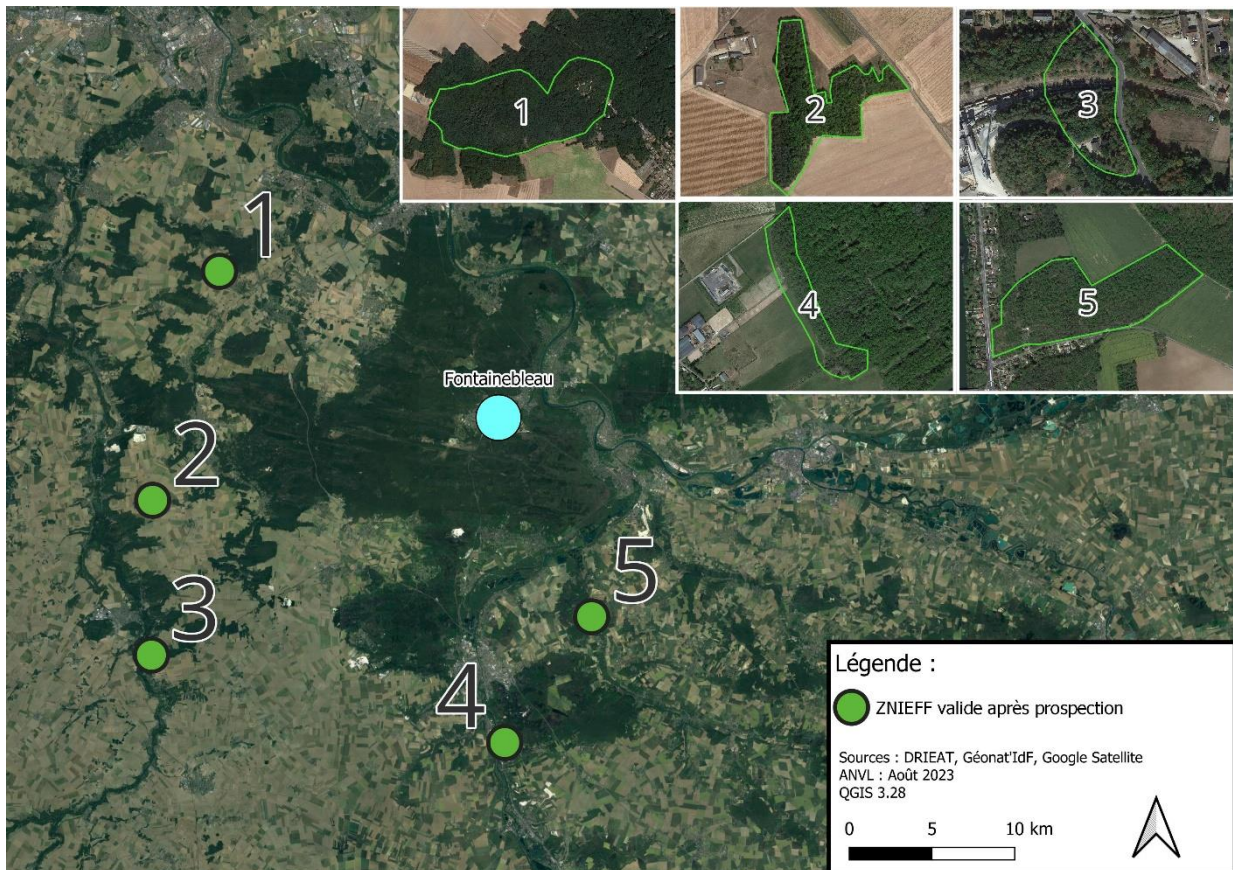 1
2
3
4
5
1
Fontainebleau
2
5
3
4
Légende :
ZNIEFF valide après prospection
Sources : DRIEAT, Géonat'IdF, Google Satellite
ANVL : Août 2023
QGIS 3.28
0 5 10 km